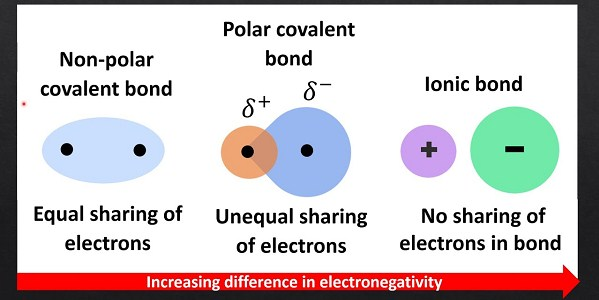 Non-polar
covalent bond
Polar covalent
bond
δ⁺
δ⁻
Ionic bond
+
−
Equal sharing of
electrons
Unequal sharing
of electrons
No sharing of
electrons in bond
Increasing difference in electronegativity